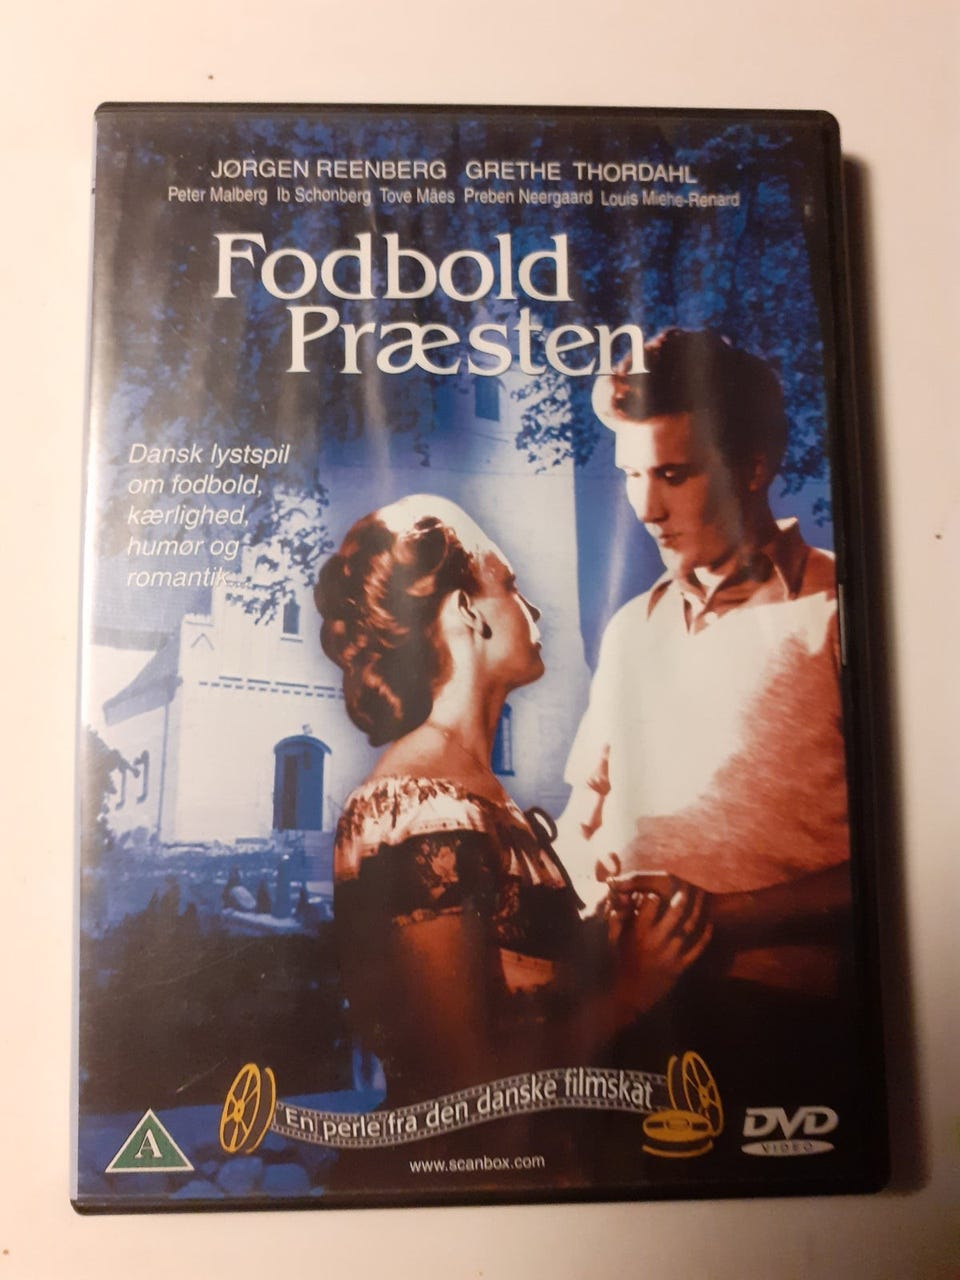 JØRGEN REENBERG GRETHE THORDAHL
Peter Malberg Ib Schønberg Tove Mäes Preben Neergaard Louis Miehe-Renard
Fodbold
Præsten
Dansk lystspil
om fodbold,
kærlighed,
humør og
romantik...
En perle fra den danske filmskat
A
DVD
VIDEO
www.scanbox.com